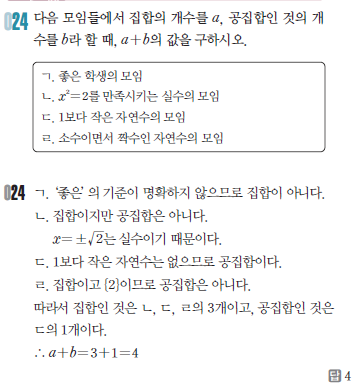 024 다음 모임들에서 집합의 개수를 a, 공집합인 것의 개
수를 b라 할 때, a+b의 값을 구하시오.
ㄱ. 좋은 학생의 모임
ㄴ. x²=2를 만족시키는 실수의 모임
ㄷ. 1보다 작은 자연수의 모임
ㄹ. 소수이면서 짝수인 자연수의 모임
024 ㄱ. ‘좋은’의 기준이 명확하지 않으므로 집합이 아니다.
ㄴ. 집합이지만 공집합은 아니다.
x=±√2는 실수이기 때문이다.
ㄷ. 1보다 작은 자연수는 없으므로 공집합이다.
ㄹ. 집합이고 {2}이므로 공집합은 아니다.
따라서 집합인 것은 ㄴ, ㄷ, ㄹ의 3개이고, 공집합인 것은
ㄷ의 1개이다.
∴ a+b=3+1=4
답 4